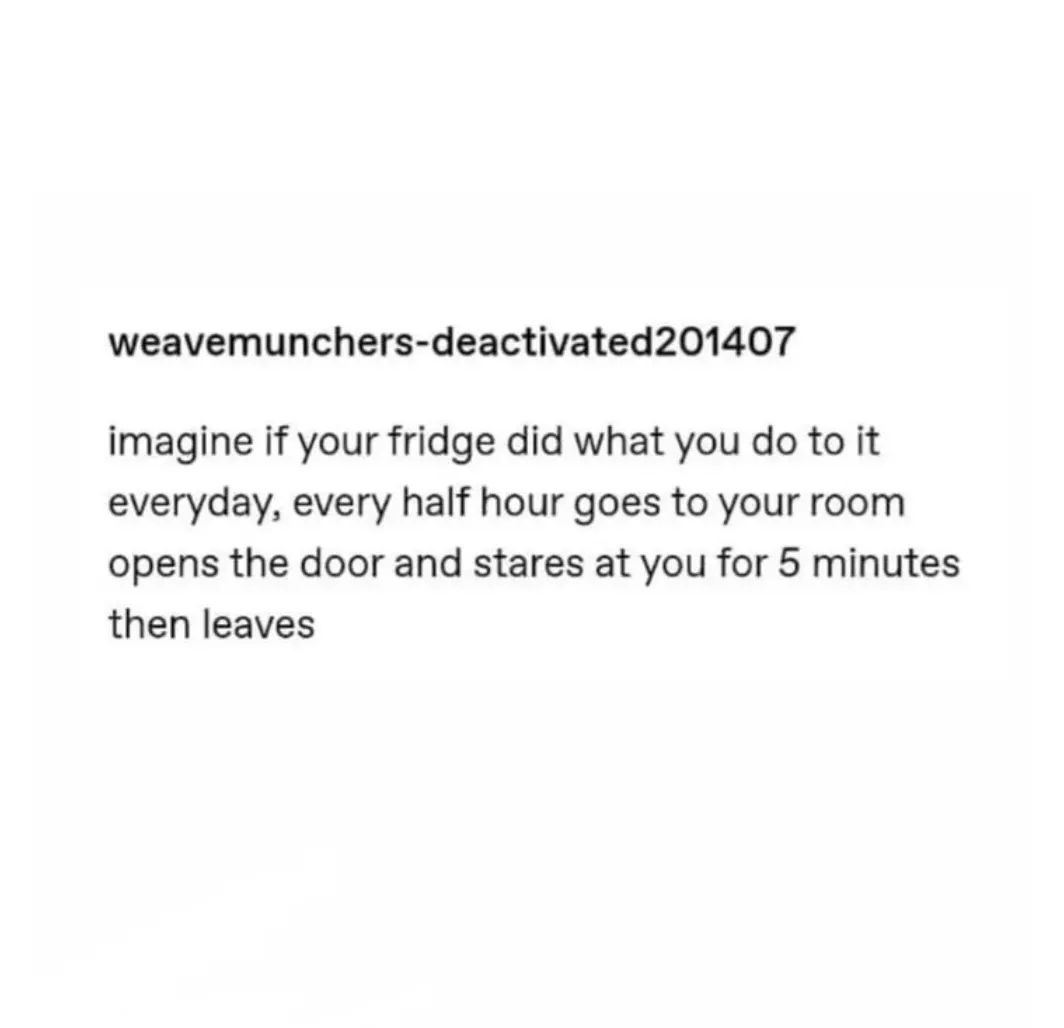 weavemunchers-deactivated201407
imagine if your fridge did what you do to it
everyday, every half hour goes to your room
opens the door and stares at you for 5 minutes
then leaves